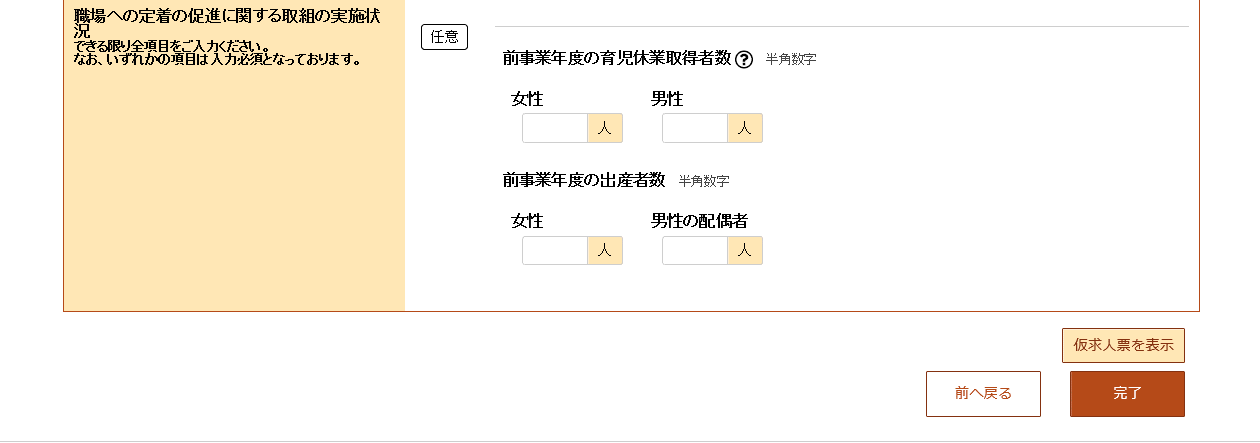 職場への定着の促進に関する取組の実施状
況
できる限り全項目をご入力ください。
なお、いずれかの項目は入力必須となっております。
任意
前事業年度の育児休業取得者数 ? 半角数字
女性 男性
人 人
前事業年度の出産者数 半角数字
女性 男性の配偶者
人 人
仮求人票を表示
前へ戻る 完了